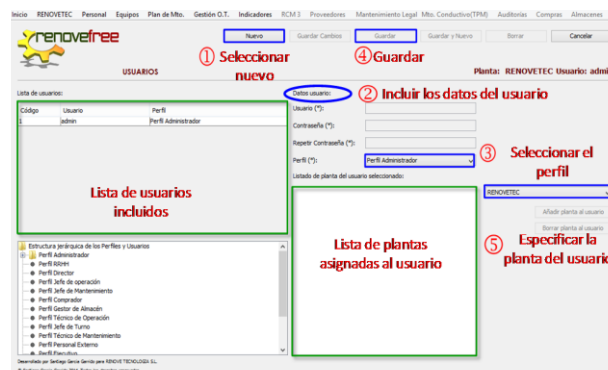 Inicio RENOVETEC Personal Equipos Plan de Mto. Gestión O.T. Indicadores RCM 3 Proveedores Mantenimiento Legal Mto. Conductivo(TPM) Auditorías Compras Almacenes
renovefree
Nuevo Guardar Cambios Guardar Guardar y Nuevo Borrar Cancelar
1 Seleccionar nuevo
4 Guardar
USUARIOS
Planta: RENOVETEC Usuario: admi
Lista de usuarios:
Datos usuario:
2 Incluir los datos del usuario
Código Usuario Perfil
1 admin Perfil Administrador
Usuario (*):
Contraseña (*):
Repetir Contraseña (*):
Perfil (*): Perfil Administrador
3 Seleccionar el perfil
Listado de planta del usuario seleccionado:
Lista de usuarios
incluidos
RENOVETEC
Añadir planta al usuario
Borrar planta al usuario
Lista de plantas
asignadas al usuario
5 Especificar la
planta del usuario
Estructura jerárquica de los Perfiles y Usuarios
Perfil Administrador
Perfil RRHH
Perfil Director
Perfil Jefe de operación
Perfil Jefe de Mantenimiento
Perfil Comprador
Perfil Gestor de Almacén
Perfil Técnico de Operación
Perfil Jefe de Turno
Perfil Técnico de Mantenimiento
Perfil Personal Externo
Perfil Ejecutivo
Desarrollado por Santiago García Garrido para RENOVE TECNOLOGÍA S.L.